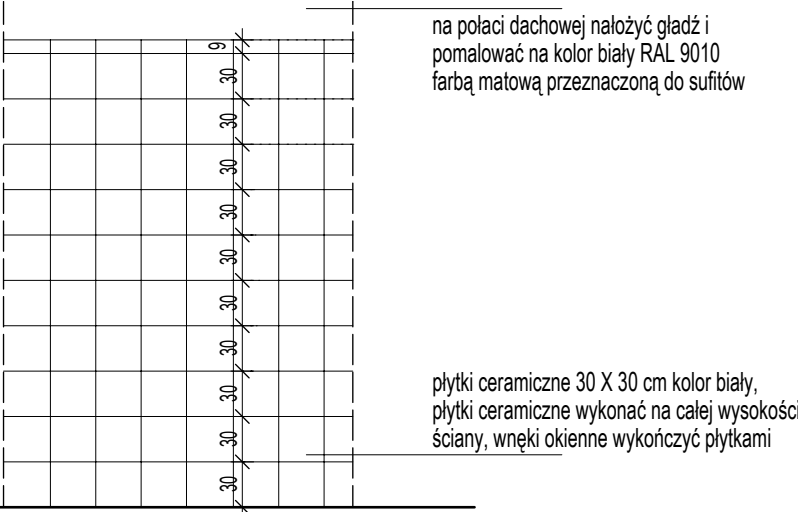 na połaci dachowej nałożyć gładź i
pomalować na kolor biały RAL 9010
farbą matową przeznaczoną do sufitów
9
30
30
30
30
30
30
30
30
30
30
płytki ceramiczne 30 X 30 cm kolor biały,
płytki ceramiczne wykonać na całej wysokości
ściany, wnęki okienne wykończyć płytkami